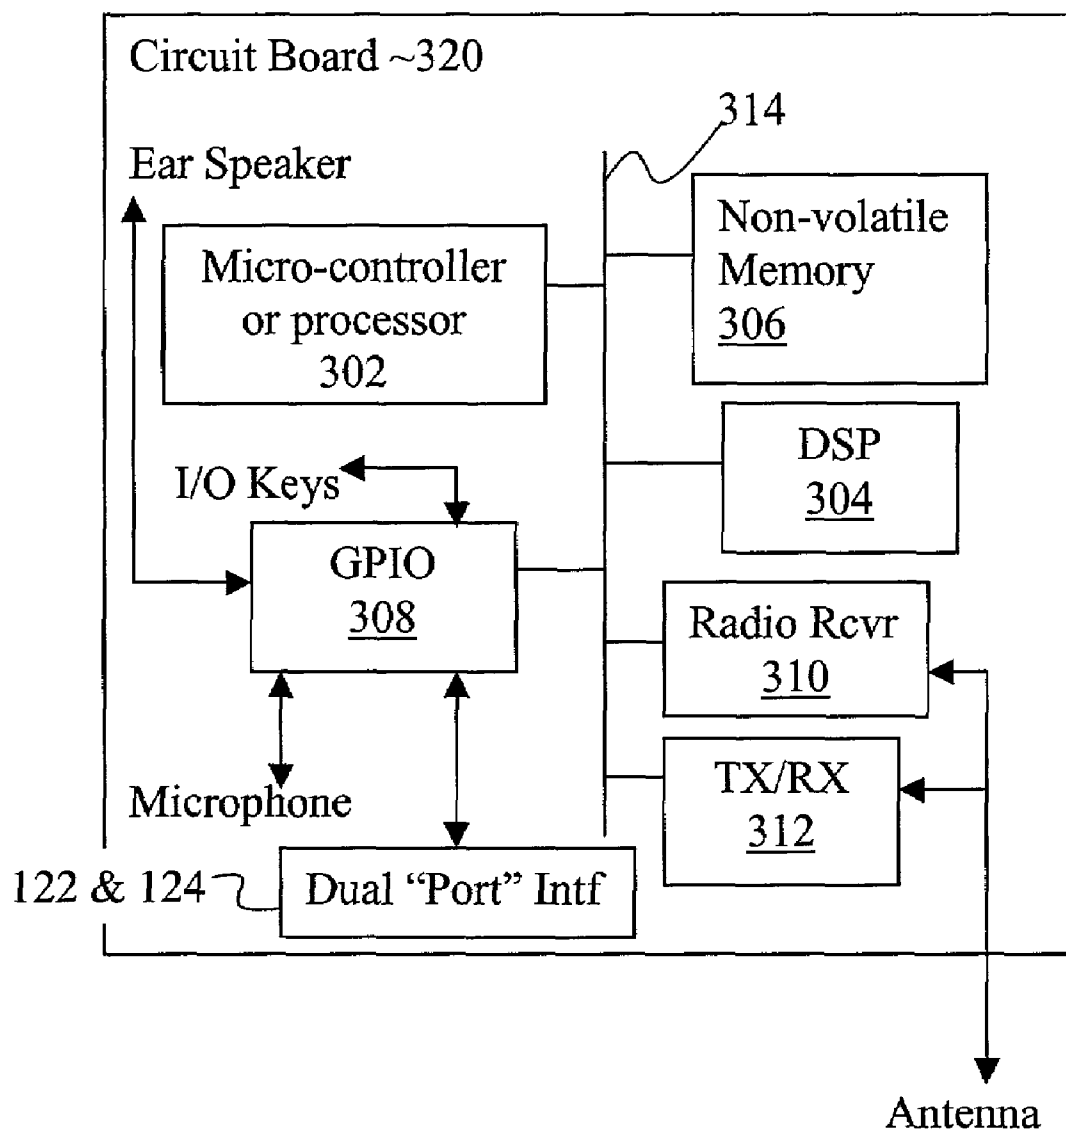 Circuit Board ~320
314
Ear Speaker
Non-volatile
Memory
306
Micro-controller
or processor
302
DSP
304
I/O Keys
GPIO
308
Radio Rcvr
310
TX/RX
312
Microphone
122 & 124
Dual “Port” Intf
Antenna